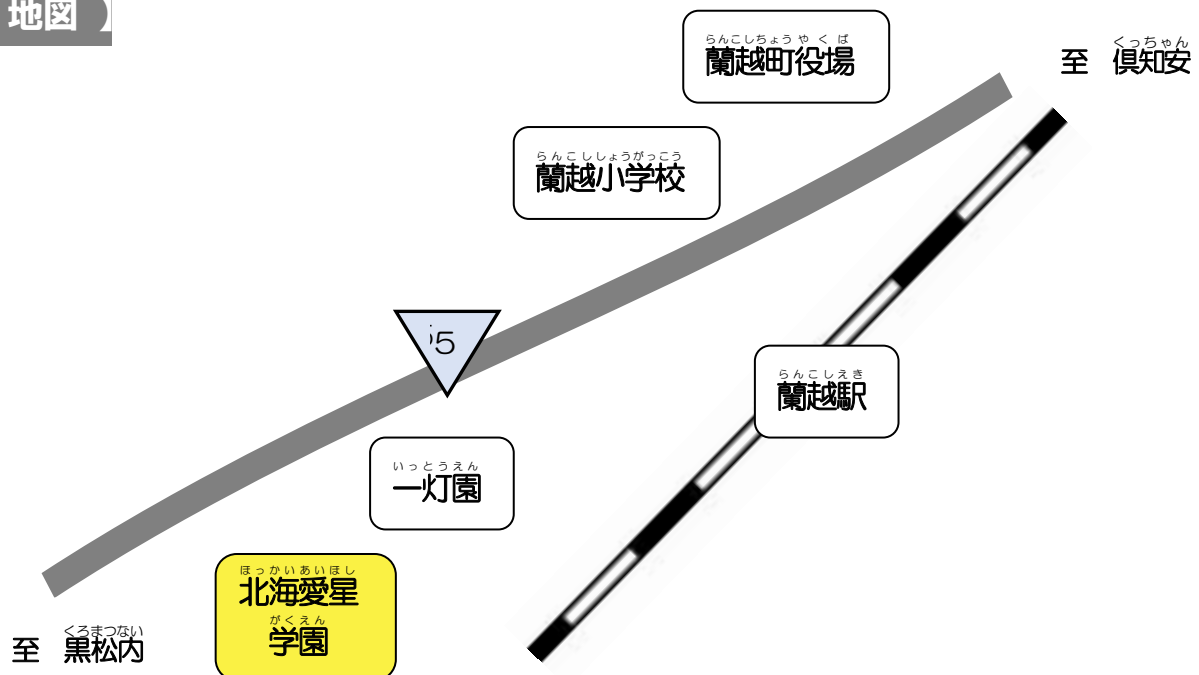 地図
らんこしちょうやくば
蘭越町役場
くっちゃん
至 倶知安
らんこししょうがっこう
蘭越小学校
5
らんこしえき
蘭越駅
いっとうえん
一灯園
ほっかいあいほし
北海愛星
がくえん
学園
くろまつない
至 黒松内